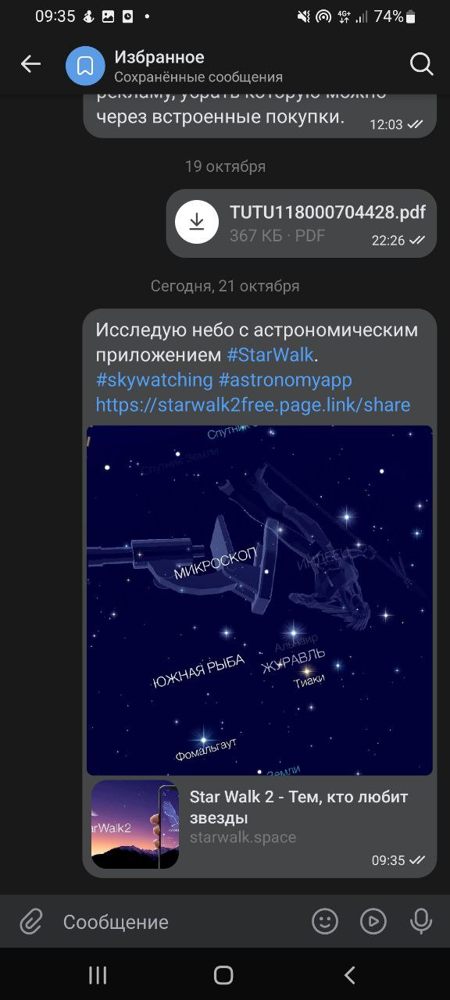 09:35
4G+
74%
Избранное
Сохранённые сообщения
рекламу, убрать которую можно
через встроенные покупки.
12:03
19 октября
TUTU118000704428.pdf
367 КБ · PDF
22:26
Сегодня, 21 октября
Исследую небо с астрономическим
приложением #StarWalk.
#skywatching #astronomyapp
https://starwalk2free.page.link/share
Спутник
Спутник Земли
МИКРОСКОП
ИНДЕЕЦ
Альнаир
ЖУРАВЛЬ
ЮЖНАЯ РЫБА
Тиаки
Фомальгаут
Земли
arWalk2
Star Walk 2 - Тем, кто любит
звезды
starwalk.space
09:35
Сообщение